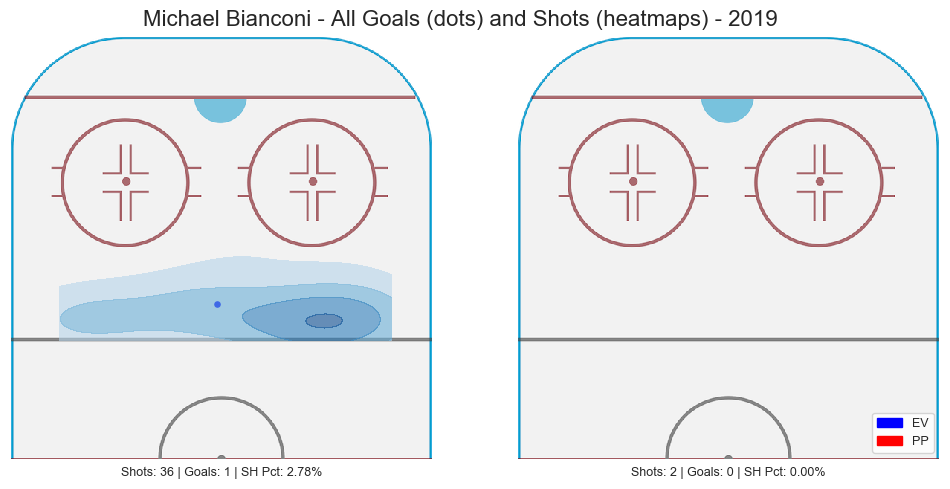 Michael Bianconi - All Goals (dots) and Shots (heatmaps) - 2019
EV
PP
Shots: 36 | Goals: 1 | SH Pct: 2.78%
Shots: 2 | Goals: 0 | SH Pct: 0.00%